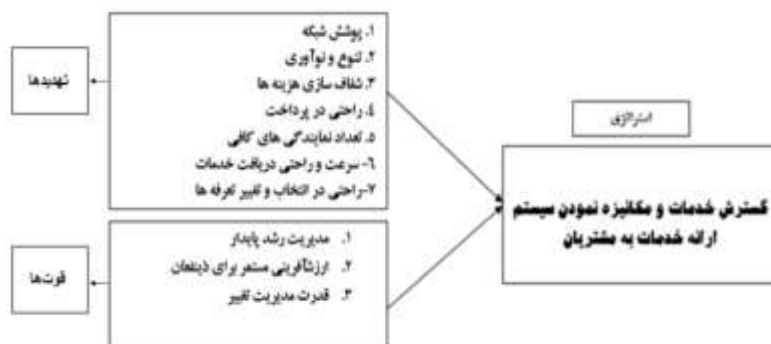 ۱. پوشش شبکه
۲. تنوع و نوآوری
۳. شفاف سازی هزینه ها
۴. راحتی در پرداخت
۵. تعداد نمایندگی های کافی
۶- سرعت و راحتی دریافت خدمات
۷-راحتی در انتخاب و تغییر تعرفه ها
تهدیدها
استراتژی
گسترش خدمات و مکانیزه نمودن سیستم
ارائه خدمات به مشتریان
۱. مدیریت رشد پایدار
۲. ارزشآفرینی مستمر برای ذینفعان
۳. قدرت مدیریت تغییر
قوت‌ها